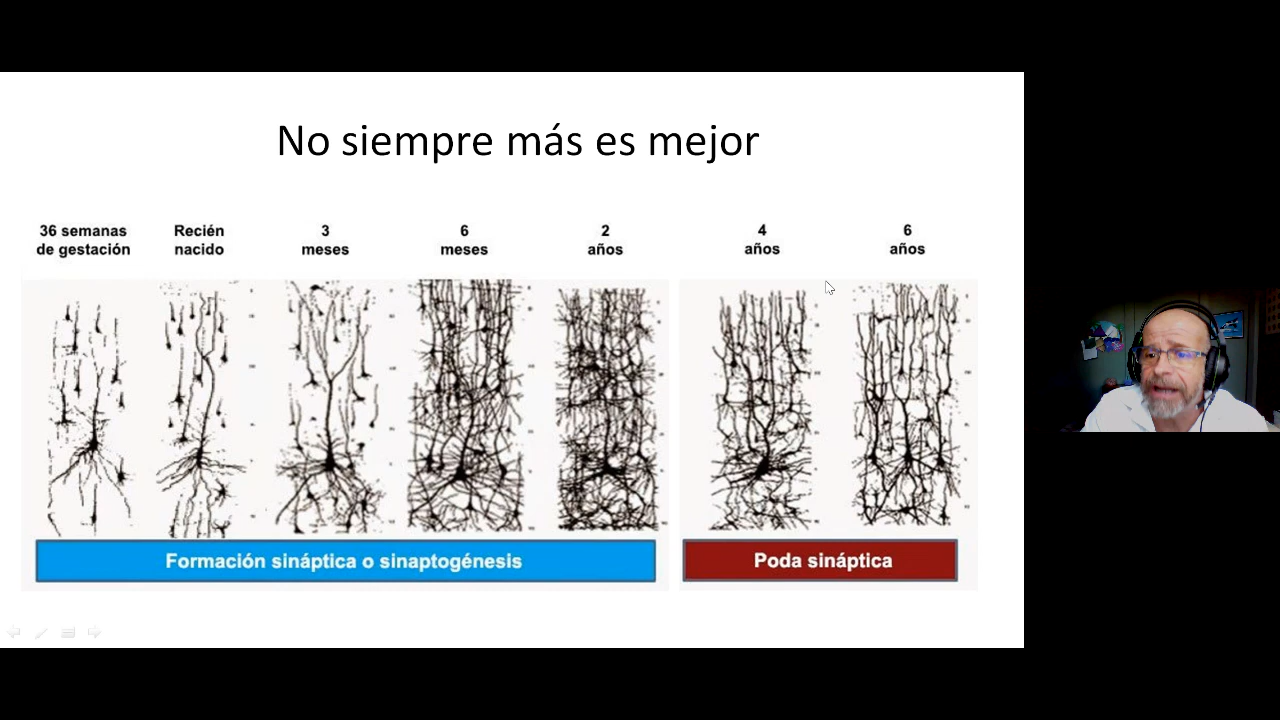 No siempre más es mejor
36 semanas
de gestación
Recién
nacido
3
meses
6
meses
2
años
4
años
6
años
Formación sináptica o sinaptogénesis
Poda sináptica